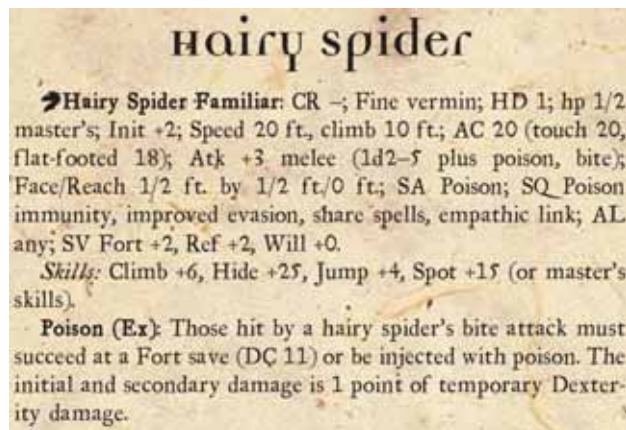 Hairy Spider
Hairy Spider Familiar: CR –; Fine vermin; HD 1; hp 1/2
master's; Init +2; Speed 20 ft., climb 10 ft.; AC 20 (touch 20,
flat-footed 18); Atk +3 melee (1d2–5 plus poison, bite);
Face/Reach 1/2 ft. by 1/2 ft./0 ft.; SA Poison; SQ Poison
immunity, improved evasion, share spells, empathic link; AL
any; SV Fort +2, Ref +2, Will +0.
Skills: Climb +6, Hide +25, Jump +4, Spot +15 (or master's
skills).
Poison (Ex): Those hit by a hairy spider's bite attack must
succeed at a Fort save (DC 11) or be injected with poison. The
initial and secondary damage is 1 point of temporary Dexter-
ity damage.